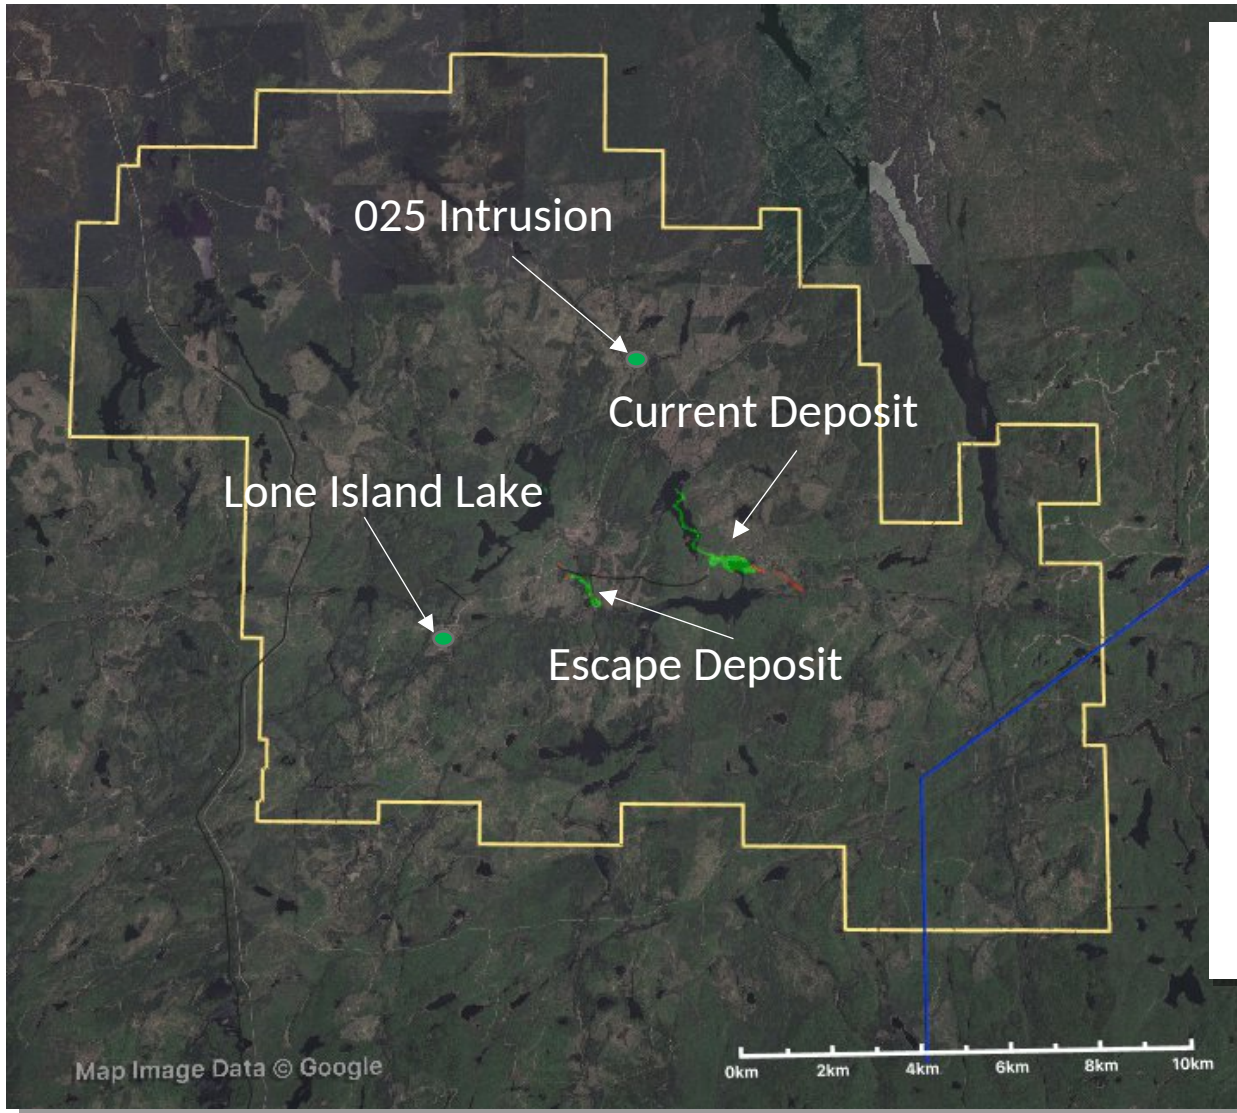 025 Intrusion
Current Deposit
Lone Island Lake
Escape Deposit
Map Image Data © Google
0km 2km 4km 6km 8km 10km